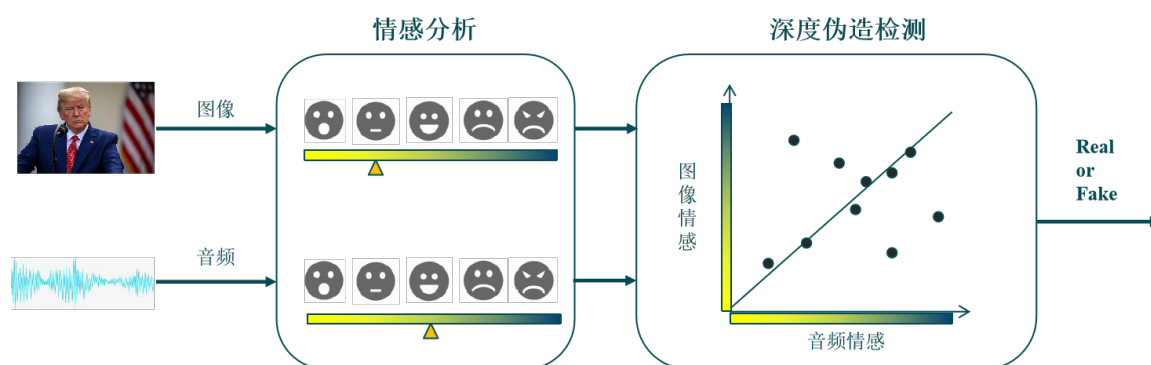 情感分析
深度伪造检测
图像
音频
图像情感
音频情感
Real
or
Fake